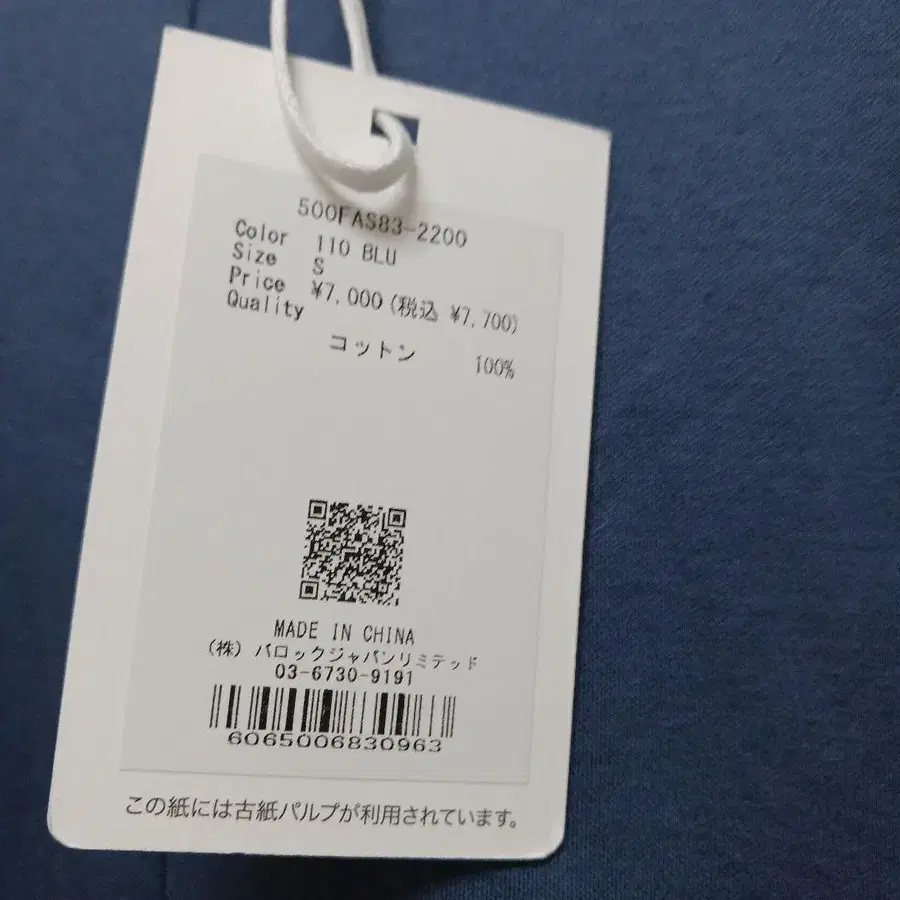 500FAS83-2200
Color 110 BLU
Size S
Price ¥7,000(税込 ¥7,700)
Quality
コットン 100%
MADE IN CHINA
(株) バロックジャパンリミテッド
03-6730-9191
6065006830963
この紙には古紙パルプが利用されています。